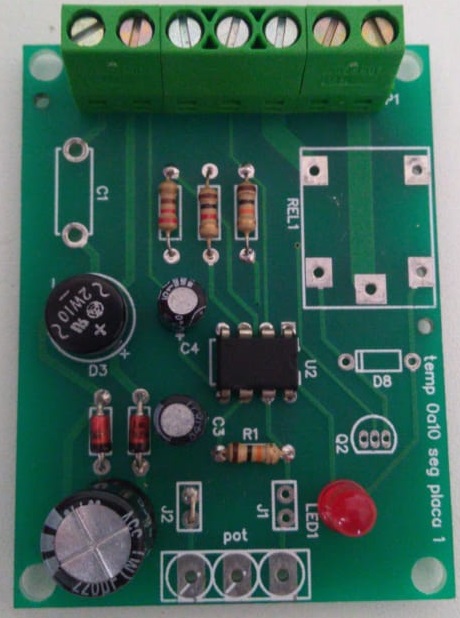 P1
C1
REL1
2W10
D3
C4
U2
D8
C3
R1
Q2
temp 0a10 seg placa 1
J2
J1
LED1
pot
220uF
35V